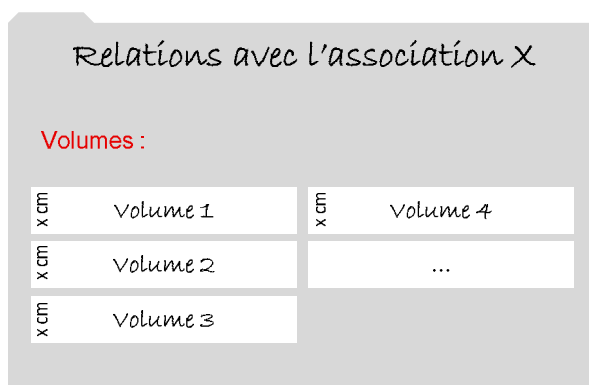 Relations avec l'association X
Volumes :
x cm Volume 1
x cm Volume 2
x cm Volume 3
x cm Volume 4
...